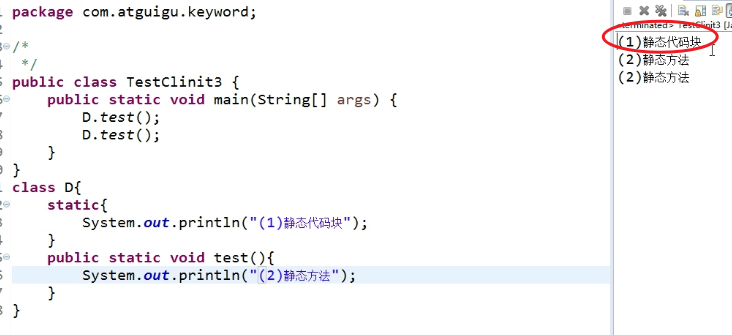 package com.atguigu.keyword;
/*
*/
public class TestClinit3 {
public static void main(String[] args) {
D.test();
D.test();
}
}
class D{
static{
System.out.println("(1)静态代码块");
}
public static void test(){
System.out.println("(2)静态方法");
}
}
<terminated> TestClinit3 [Ja
(1)静态代码块
(2)静态方法
(2)静态方法